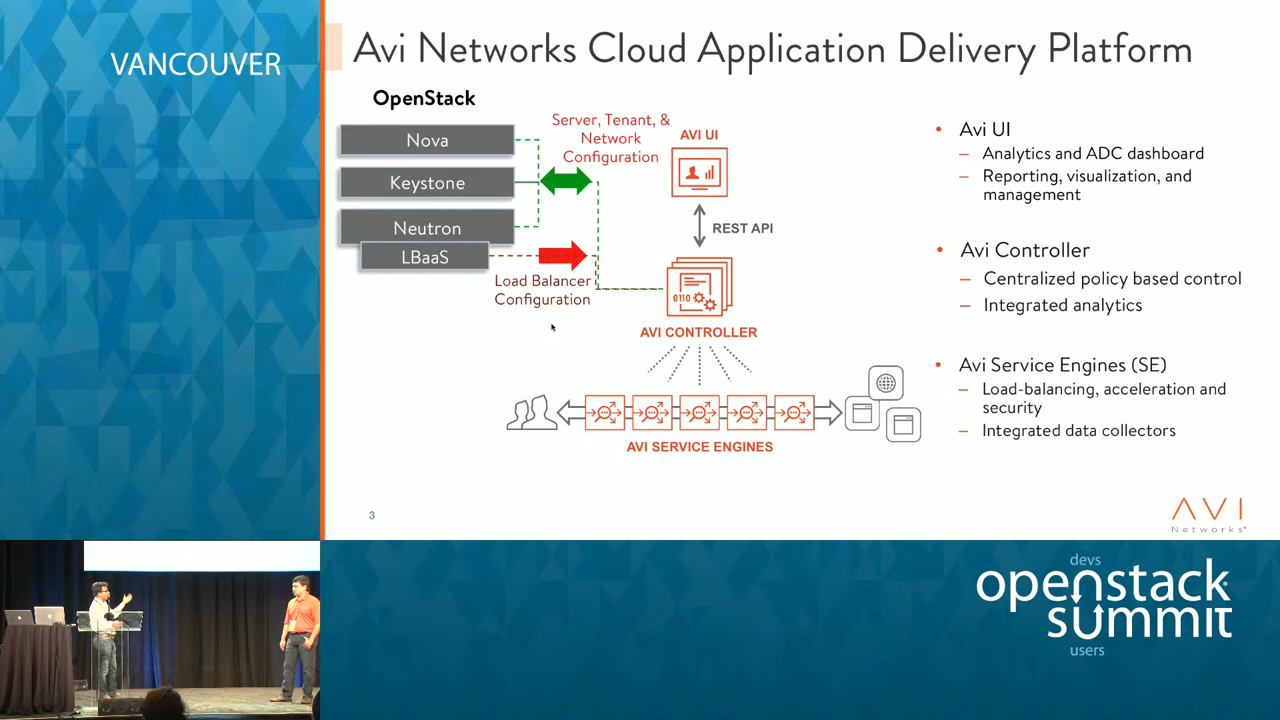 VANCOUVER
Avi Networks Cloud Application Delivery Platform
OpenStack
Nova
Keystone
Neutron
LBaaS
Server, Tenant, &
Network
Configuration
Load Balancer
Configuration
AVI UI
REST API
0110
AVI CONTROLLER
AVI SERVICE ENGINES
• Avi UI
– Analytics and ADC dashboard
– Reporting, visualization, and
management
• Avi Controller
– Centralized policy based control
– Integrated analytics
• Avi Service Engines (SE)
– Load-balancing, acceleration and
security
– Integrated data collectors
3
AVI
Networks®
devs
openstack
summit
users